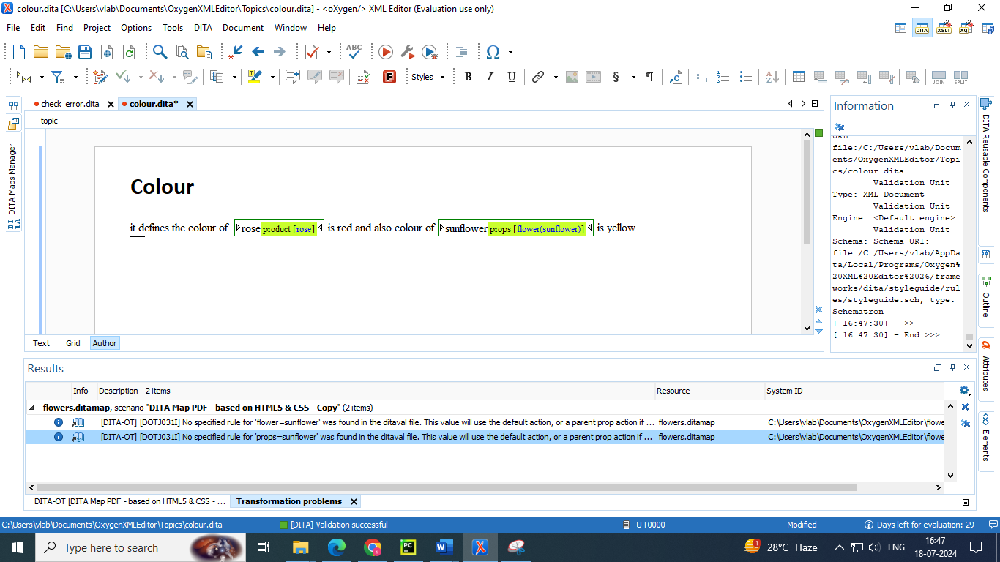 colour.dita [C:\Users\vlab\Documents\OxygenXMLEditor\Topics\colour.dita] - <oXygen/> XML Editor (Evaluation use only)
File Edit Find Project Options Tools DITA Document Window Help
DITA XSLT XQ
ABC
Styles B I U § ¶ JOIN SPLIT
check_error.dita colour.dita*
topic
Colour
it defines the colour of rose product [rose] is red and also colour of sunflower props [flower(sunflower)] is yellow
Text Grid Author
DITA Maps Manager
Information
URL:
file:/C:/Users/vlab/Docum
ents/OxygenXMLEditor/Topi
cs/colour.dita
Validation Unit
Type: XML Document
Validation Unit
Engine: <Default engine>
Validation Unit
Schema: Schema URI:
file:/C:/Users/vlab/AppDa
ta/Local/Programs/Oxygen%
20XML%20Editor%2026/frame
works/dita/styleguide/rul
es/styleguide.sch, type:
Schematron
[ 16:47:30] - >>
[ 16:47:30] - End >>>
DITA Reusable Components
Outline
Attributes
Elements
Results
Info Description - 2 items Resource System ID
flowers.ditamap, scenario "DITA Map PDF - based on HTML5 & CSS - Copy" (2 items)
[DITA-OT] [DOTJ031I] No specified rule for 'flower=sunflower' was found in the ditaval file. This value will use the default action, or a parent prop action if ... flowers.ditamap C:\Users\vlab\Documents\OxygenXMLEditor\flowe
[DITA-OT] [DOTJ031I] No specified rule for 'props=sunflower' was found in the ditaval file. This value will use the default action, or a parent prop action if ... flowers.ditamap C:\Users\vlab\Documents\OxygenXMLEditor\flowe
DITA-OT [DITA Map PDF - based on HTML5 & CSS - ... Transformation problems
C:\Users\vlab\Documents\OxygenXMLEditor\Topics\colour.dita [DITA] Validation successful U+0000 Modified Days left for evaluation: 29
Type here to search 28°C Haze ENG 16:47
18-07-2024